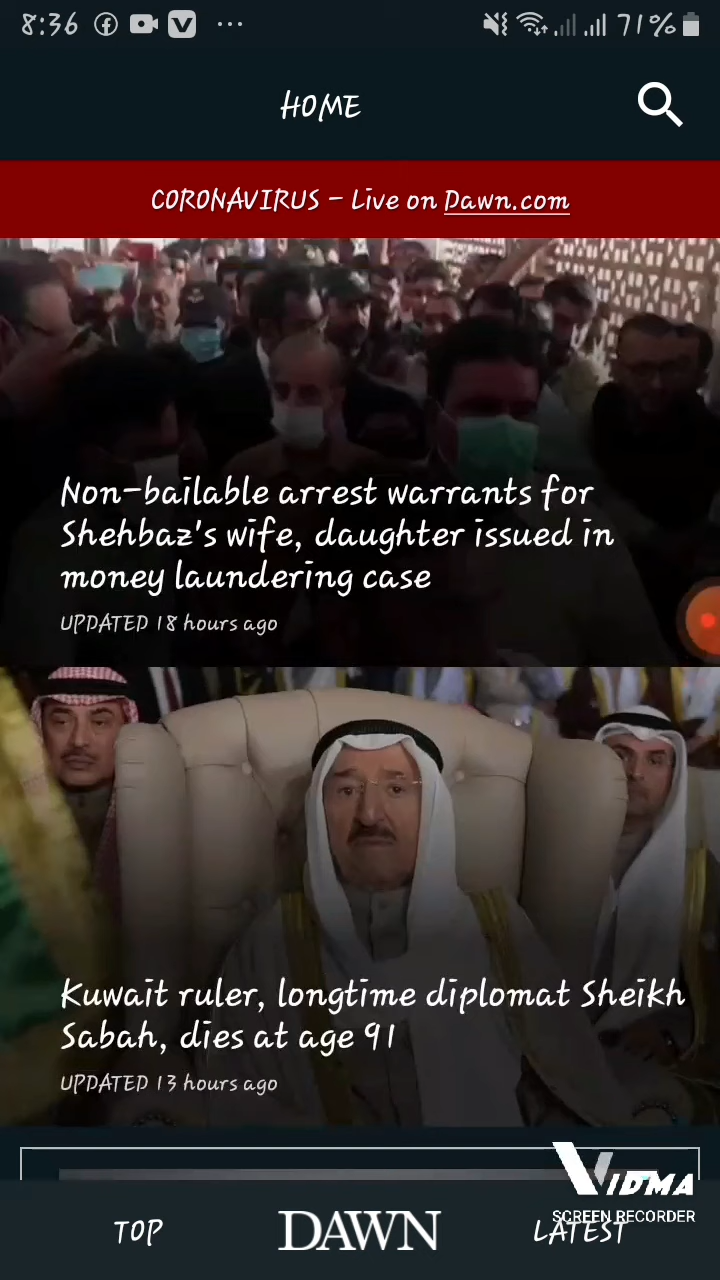 8:36 71%
HOME
CORONAVIRUS - Live on Dawn.com
Non-bailable arrest warrants for
Shehbaz's wife, daughter issued in
money laundering case
UPDATED 18 hours ago
Kuwait ruler, longtime diplomat Sheikh
Sabah, dies at age 91
UPDATED 13 hours ago
VIDMA
SCREEN RECORDER
TOP DAWN LATEST